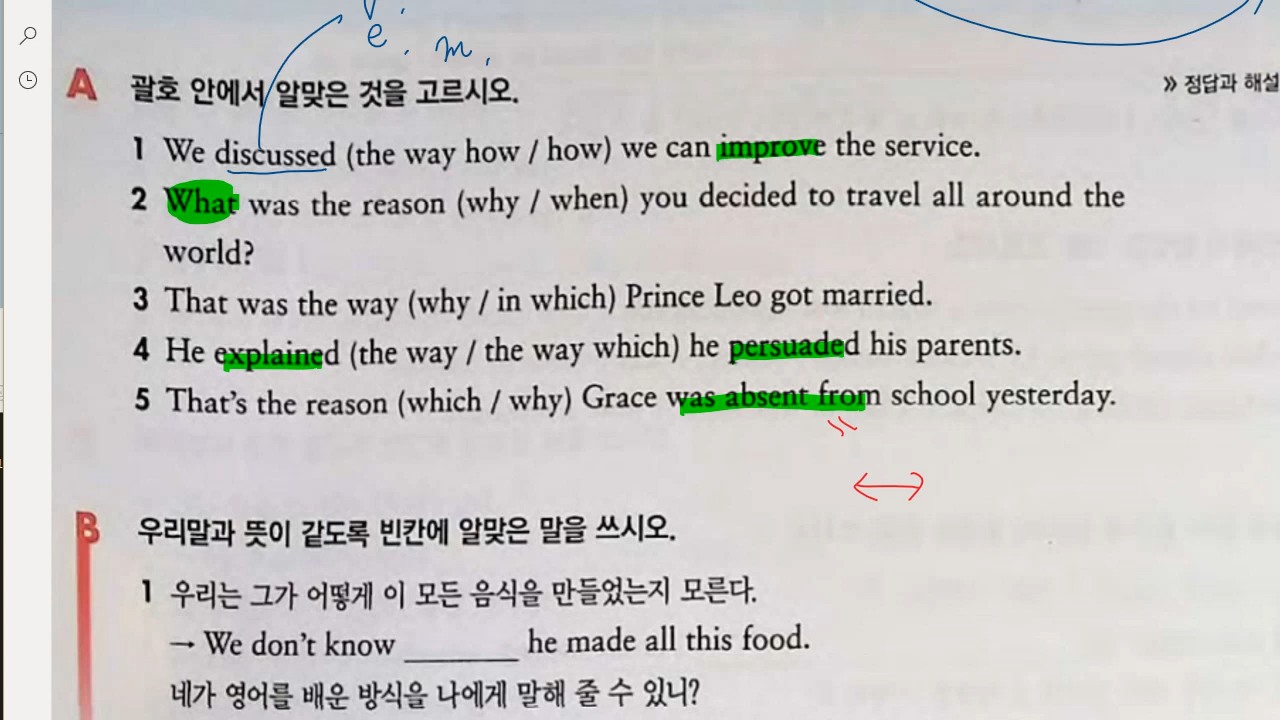 e. m.
A 괄호 안에서 알맞은 것을 고르시오.
» 정답과 해설
1 We discussed (the way how / how) we can improve the service.
2 What was the reason (why / when) you decided to travel all around the
world?
3 That was the way (why / in which) Prince Leo got married.
4 He explained (the way / the way which) he persuaded his parents.
5 That's the reason (which / why) Grace was absent from school yesterday.
B 우리말과 뜻이 같도록 빈칸에 알맞은 말을 쓰시오.
1 우리는 그가 어떻게 이 모든 음식을 만들었는지 모른다.
→ We don't know ________ he made all this food.
네가 영어를 배운 방식을 나에게 말해 줄 수 있니?